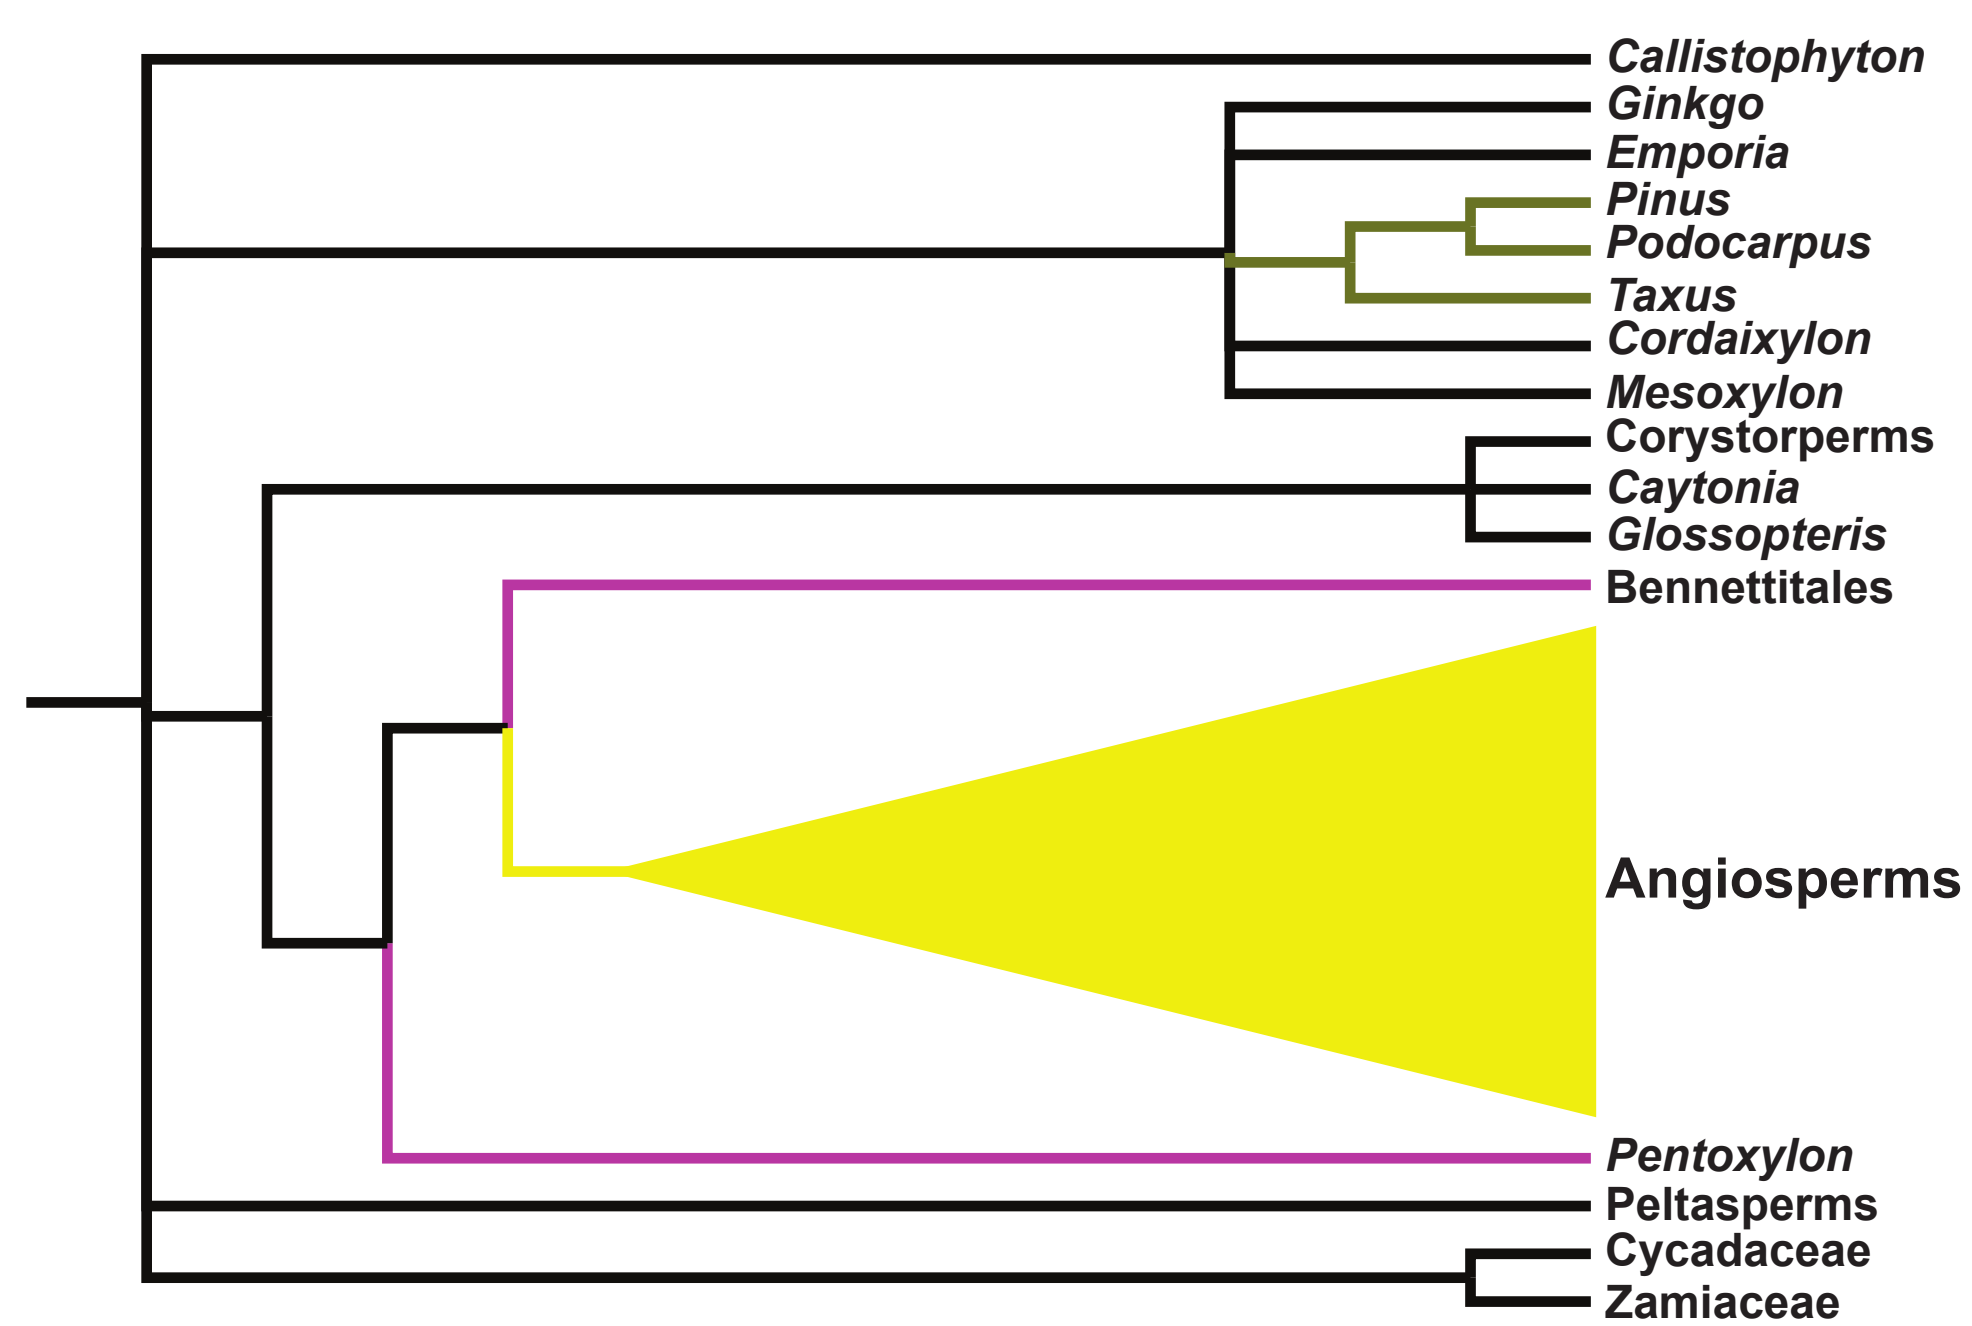 Callistophyton
Ginkgo
Emporia
Pinus
Podocarpus
Taxus
Cordaixylon
Mesoxylon
Corystorperms
Caytonia
Glossopteris
Bennettitales
Angiosperms
Pentoxylon
Peltasperms
Cycadaceae
Zamiaceae